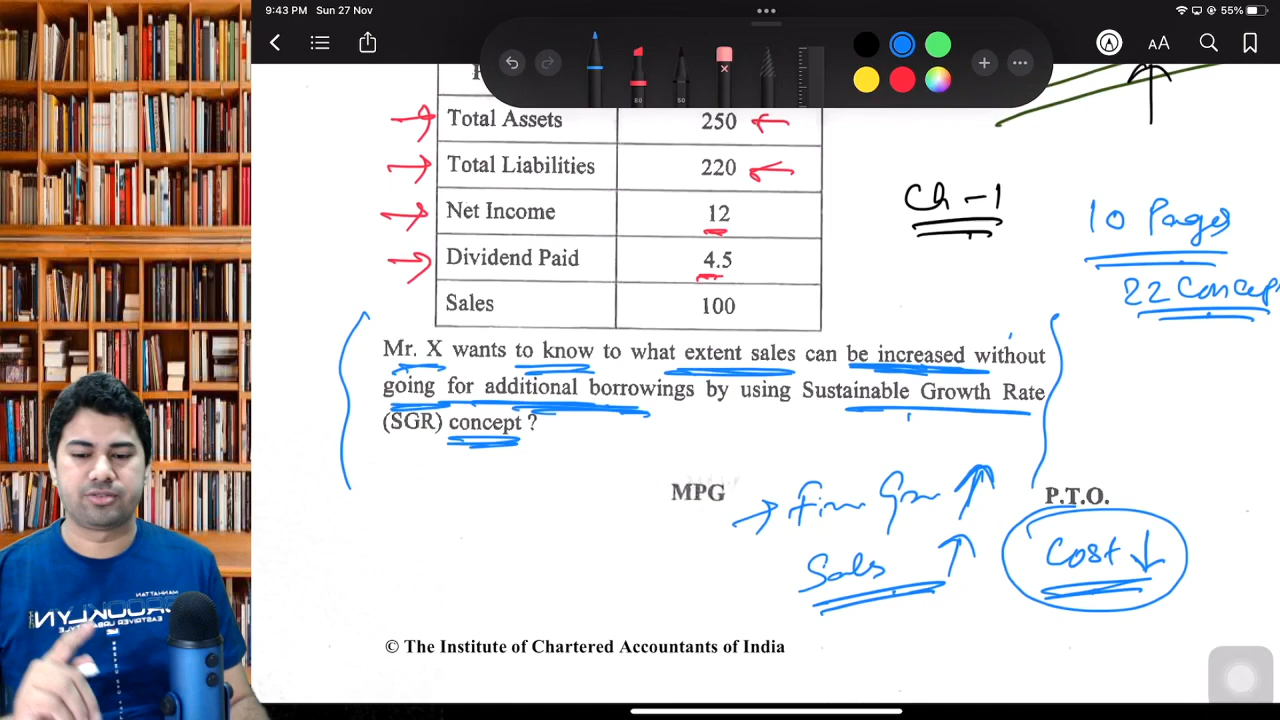 9:43 PM Sun 27 Nov
55%
AA
80
50
Total Assets 250
Total Liabilities 220
Net Income 12
Dividend Paid 4.5
Sales 100
Ch - 1
10 Pages
22 Concep
Mr. X wants to know to what extent sales can be increased without
going for additional borrowings by using Sustainable Growth Rate
(SGR) concept ?
MPG
P.T.O.
Sales
Cost
© The Institute of Chartered Accountants of India